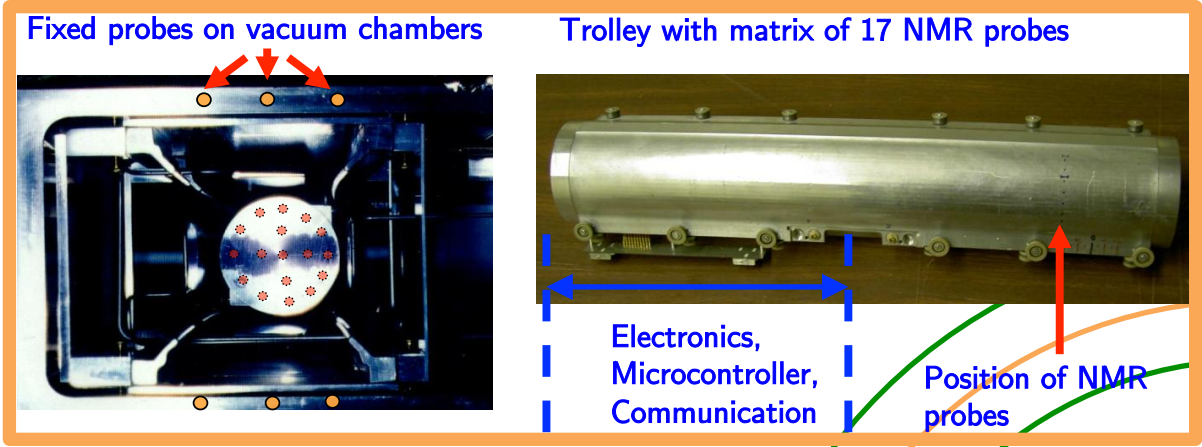 Fixed probes on vacuum chambers
Trolley with matrix of 17 NMR probes
Electronics,
Microcontroller,
Communication
Position of NMR
probes